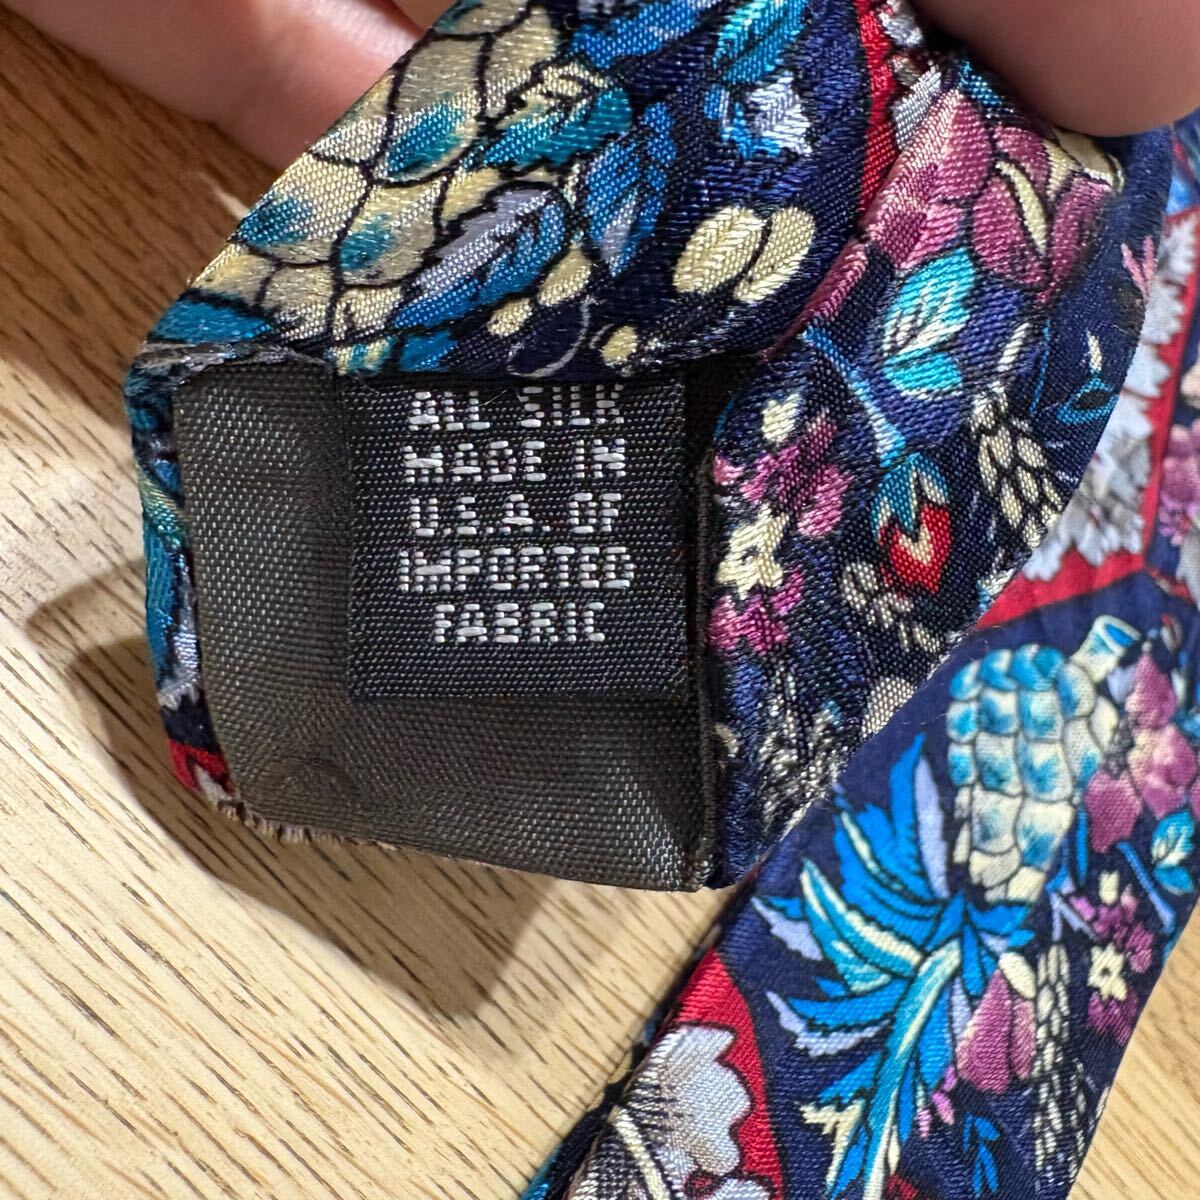 ALL SILK
MADE IN
U.S.A. OF
IMPORTED
FABRIC